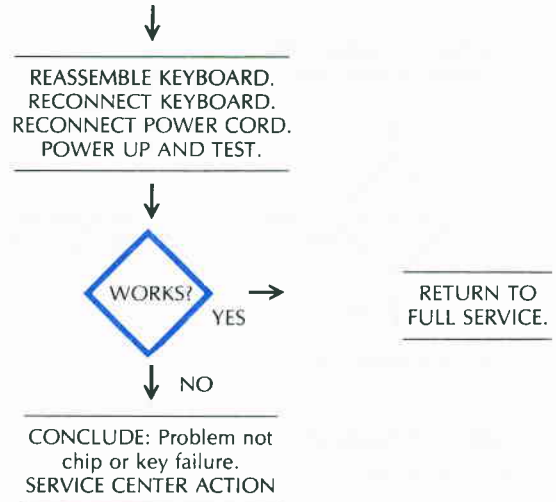 REASSEMBLE KEYBOARD.
RECONNECT KEYBOARD.
RECONNECT POWER CORD.
POWER UP AND TEST.
WORKS?
YES
RETURN TO
FULL SERVICE.
NO
CONCLUDE: Problem not
chip or key failure.
SERVICE CENTER ACTION